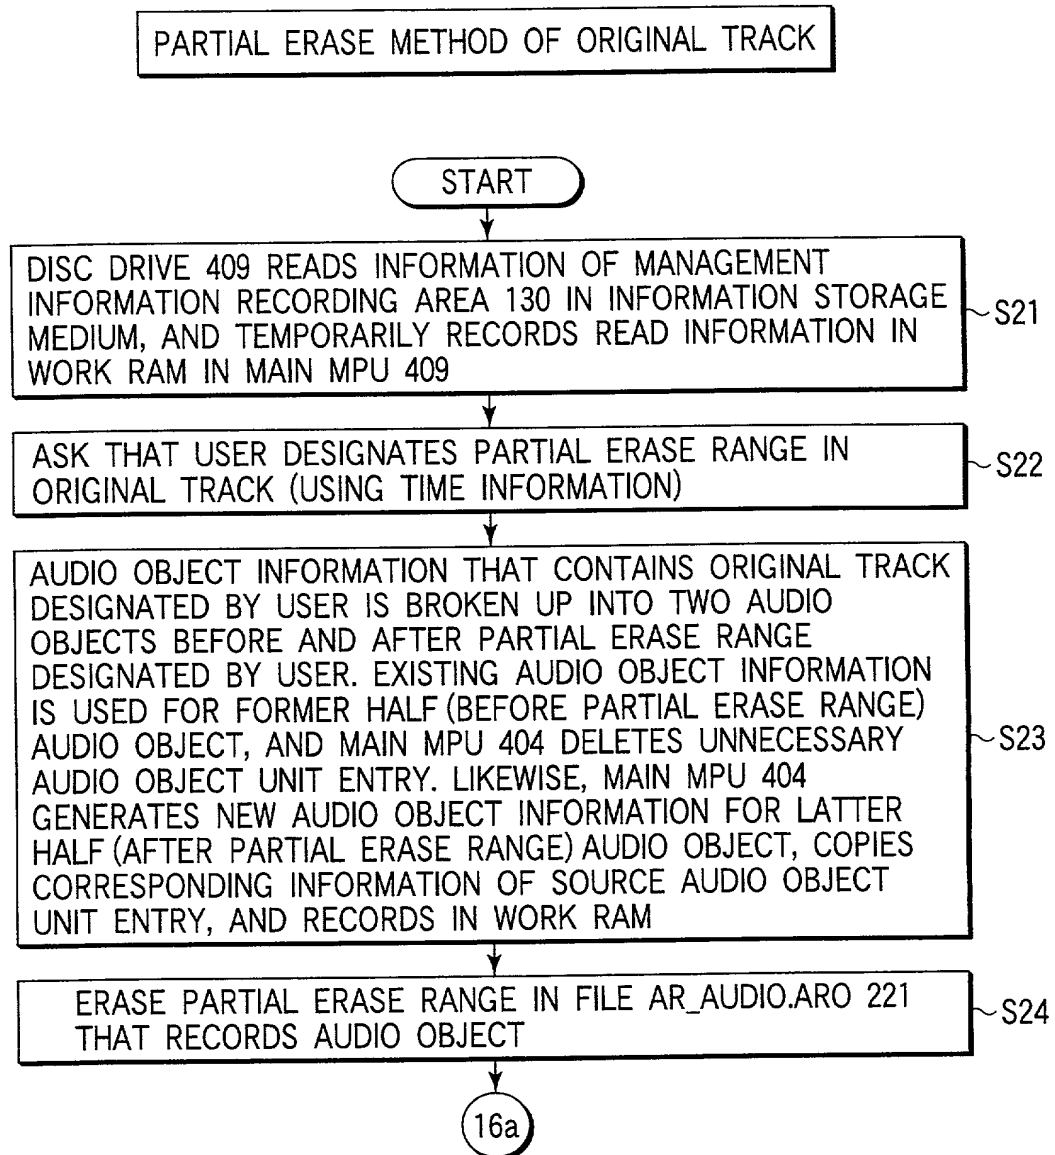 PARTIAL ERASE METHOD OF ORIGINAL TRACK
START
DISC DRIVE 409 READS INFORMATION OF MANAGEMENT
INFORMATION RECORDING AREA 130 IN INFORMATION STORAGE
MEDIUM, AND TEMPORARILY RECORDS READ INFORMATION IN
WORK RAM IN MAIN MPU 409
S21
ASK THAT USER DESIGNATES PARTIAL ERASE RANGE IN
ORIGINAL TRACK (USING TIME INFORMATION)
S22
AUDIO OBJECT INFORMATION THAT CONTAINS ORIGINAL TRACK
DESIGNATED BY USER IS BROKEN UP INTO TWO AUDIO
OBJECTS BEFORE AND AFTER PARTIAL ERASE RANGE
DESIGNATED BY USER. EXISTING AUDIO OBJECT INFORMATION
IS USED FOR FORMER HALF (BEFORE PARTIAL ERASE RANGE)
AUDIO OBJECT, AND MAIN MPU 404 DELETES UNNECESSARY
AUDIO OBJECT UNIT ENTRY. LIKEWISE, MAIN MPU 404
GENERATES NEW AUDIO OBJECT INFORMATION FOR LATTER
HALF (AFTER PARTIAL ERASE RANGE) AUDIO OBJECT, COPIES
CORRESPONDING INFORMATION OF SOURCE AUDIO OBJECT
UNIT ENTRY, AND RECORDS IN WORK RAM
S23
ERASE PARTIAL ERASE RANGE IN FILE AR_AUDIO.ARO 221
THAT RECORDS AUDIO OBJECT
S24
16a